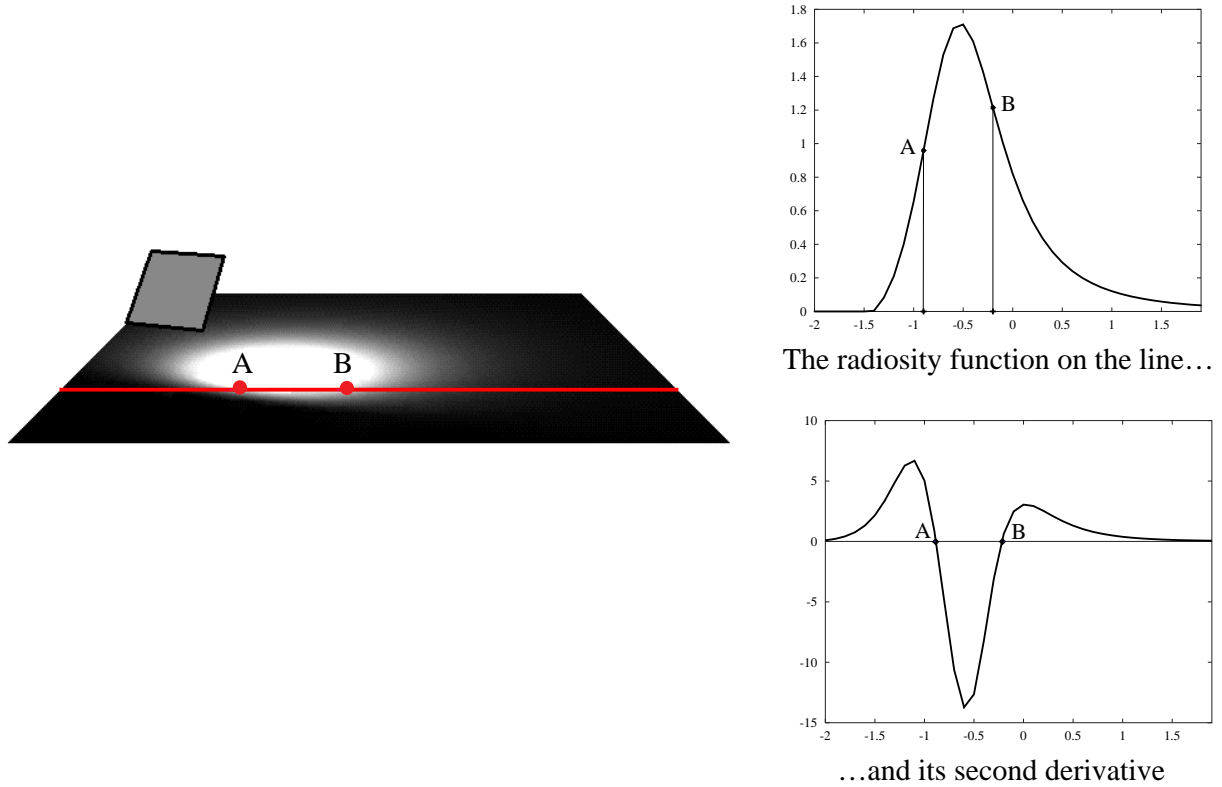 A B
1.8
1.6
1.4
1.2
1
0.8
0.6
0.4
0.2
0
A
B
-2 -1.5 -1 -0.5 0 0.5 1 1.5
The radiosity function on the line…
10
5
0
-5
-10
-15
A B
-2 -1.5 -1 -0.5 0 0.5 1 1.5
…and its second derivative